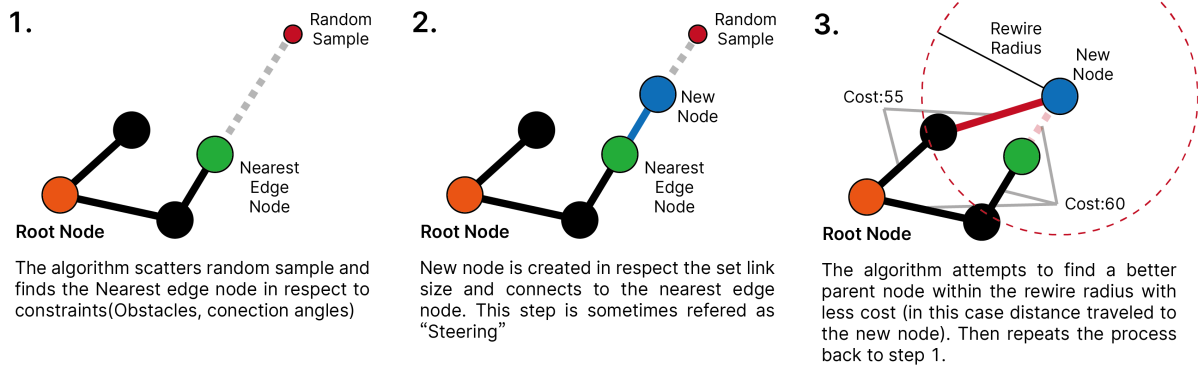 1.
Random
Sample
Nearest
Edge
Node
Root Node
The algorithm scatters random sample and
finds the Nearest edge node in respect to
constraints(Obstacles, conection angles)
2.
Random
Sample
New
Node
Nearest
Edge
Node
Root Node
New node is created in respect the set link
size and connects to the nearest edge
node. This step is sometimes refered as
“Steering”
3.
Rewire
Radius
New
Node
Cost:55
Cost:60
Root Node
The algorithm attempts to find a better
parent node within the rewire radius with
less cost (in this case distance traveled to
the new node). Then repeats the process
back to step 1.